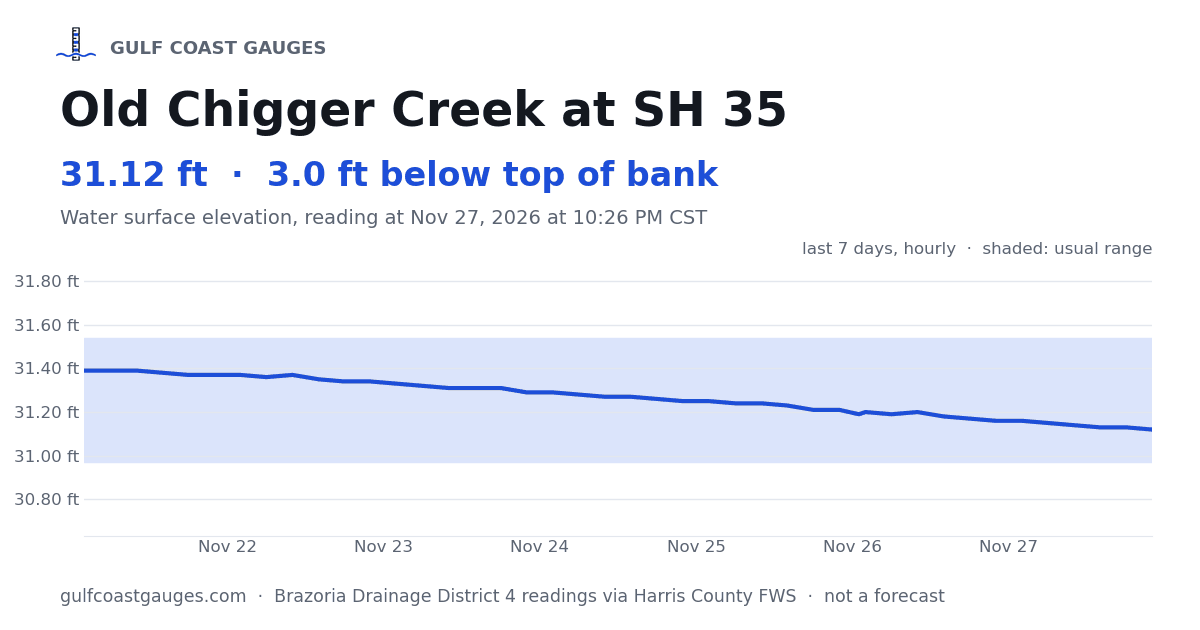 GULF COAST GAUGES
Old Chigger Creek at SH 35
31.12 ft · 3.0 ft below top of bank
Water surface elevation, reading at Nov 27, 2026 at 10:26 PM CST
last 7 days, hourly · shaded: usual range
31.80 ft
31.60 ft
31.40 ft
31.20 ft
31.00 ft
30.80 ft
Nov 22 Nov 23 Nov 24 Nov 25 Nov 26 Nov 27
gulfcoastgauges.com · Brazoria Drainage District 4 readings via Harris County FWS · not a forecast